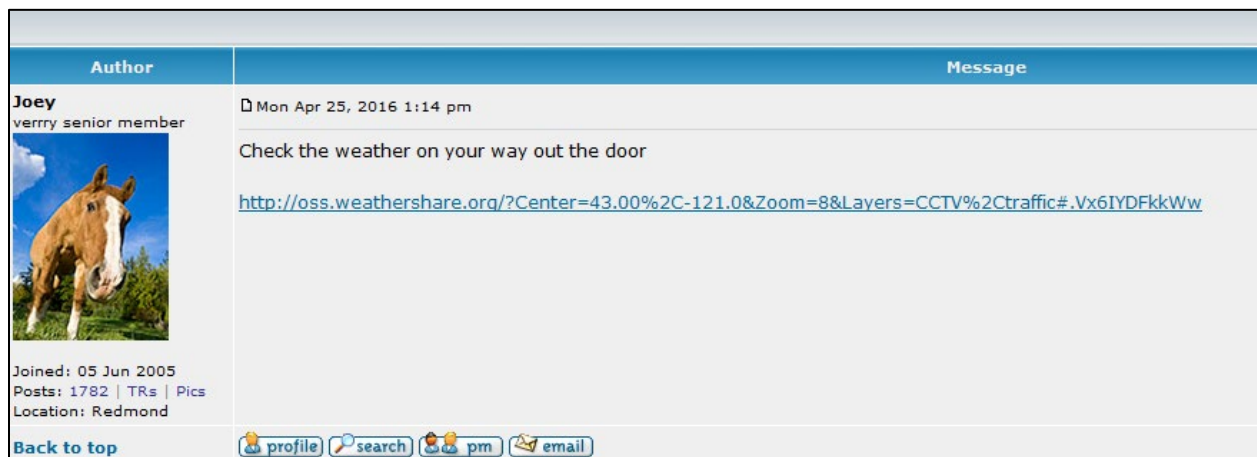 Author
Message
Joey
verrry senior member
Mon Apr 25, 2016 1:14 pm
Check the weather on your way out the door
http://oss.weathershare.org/?Center=43.00%2C-121.0&Zoom=8&Layers=CCTV%2Ctraffic#.Vx6IYDFkkWw
Joined: 05 Jun 2005
Posts: 1782 | TRs | Pics
Location: Redmond
Back to top
profile search pm email